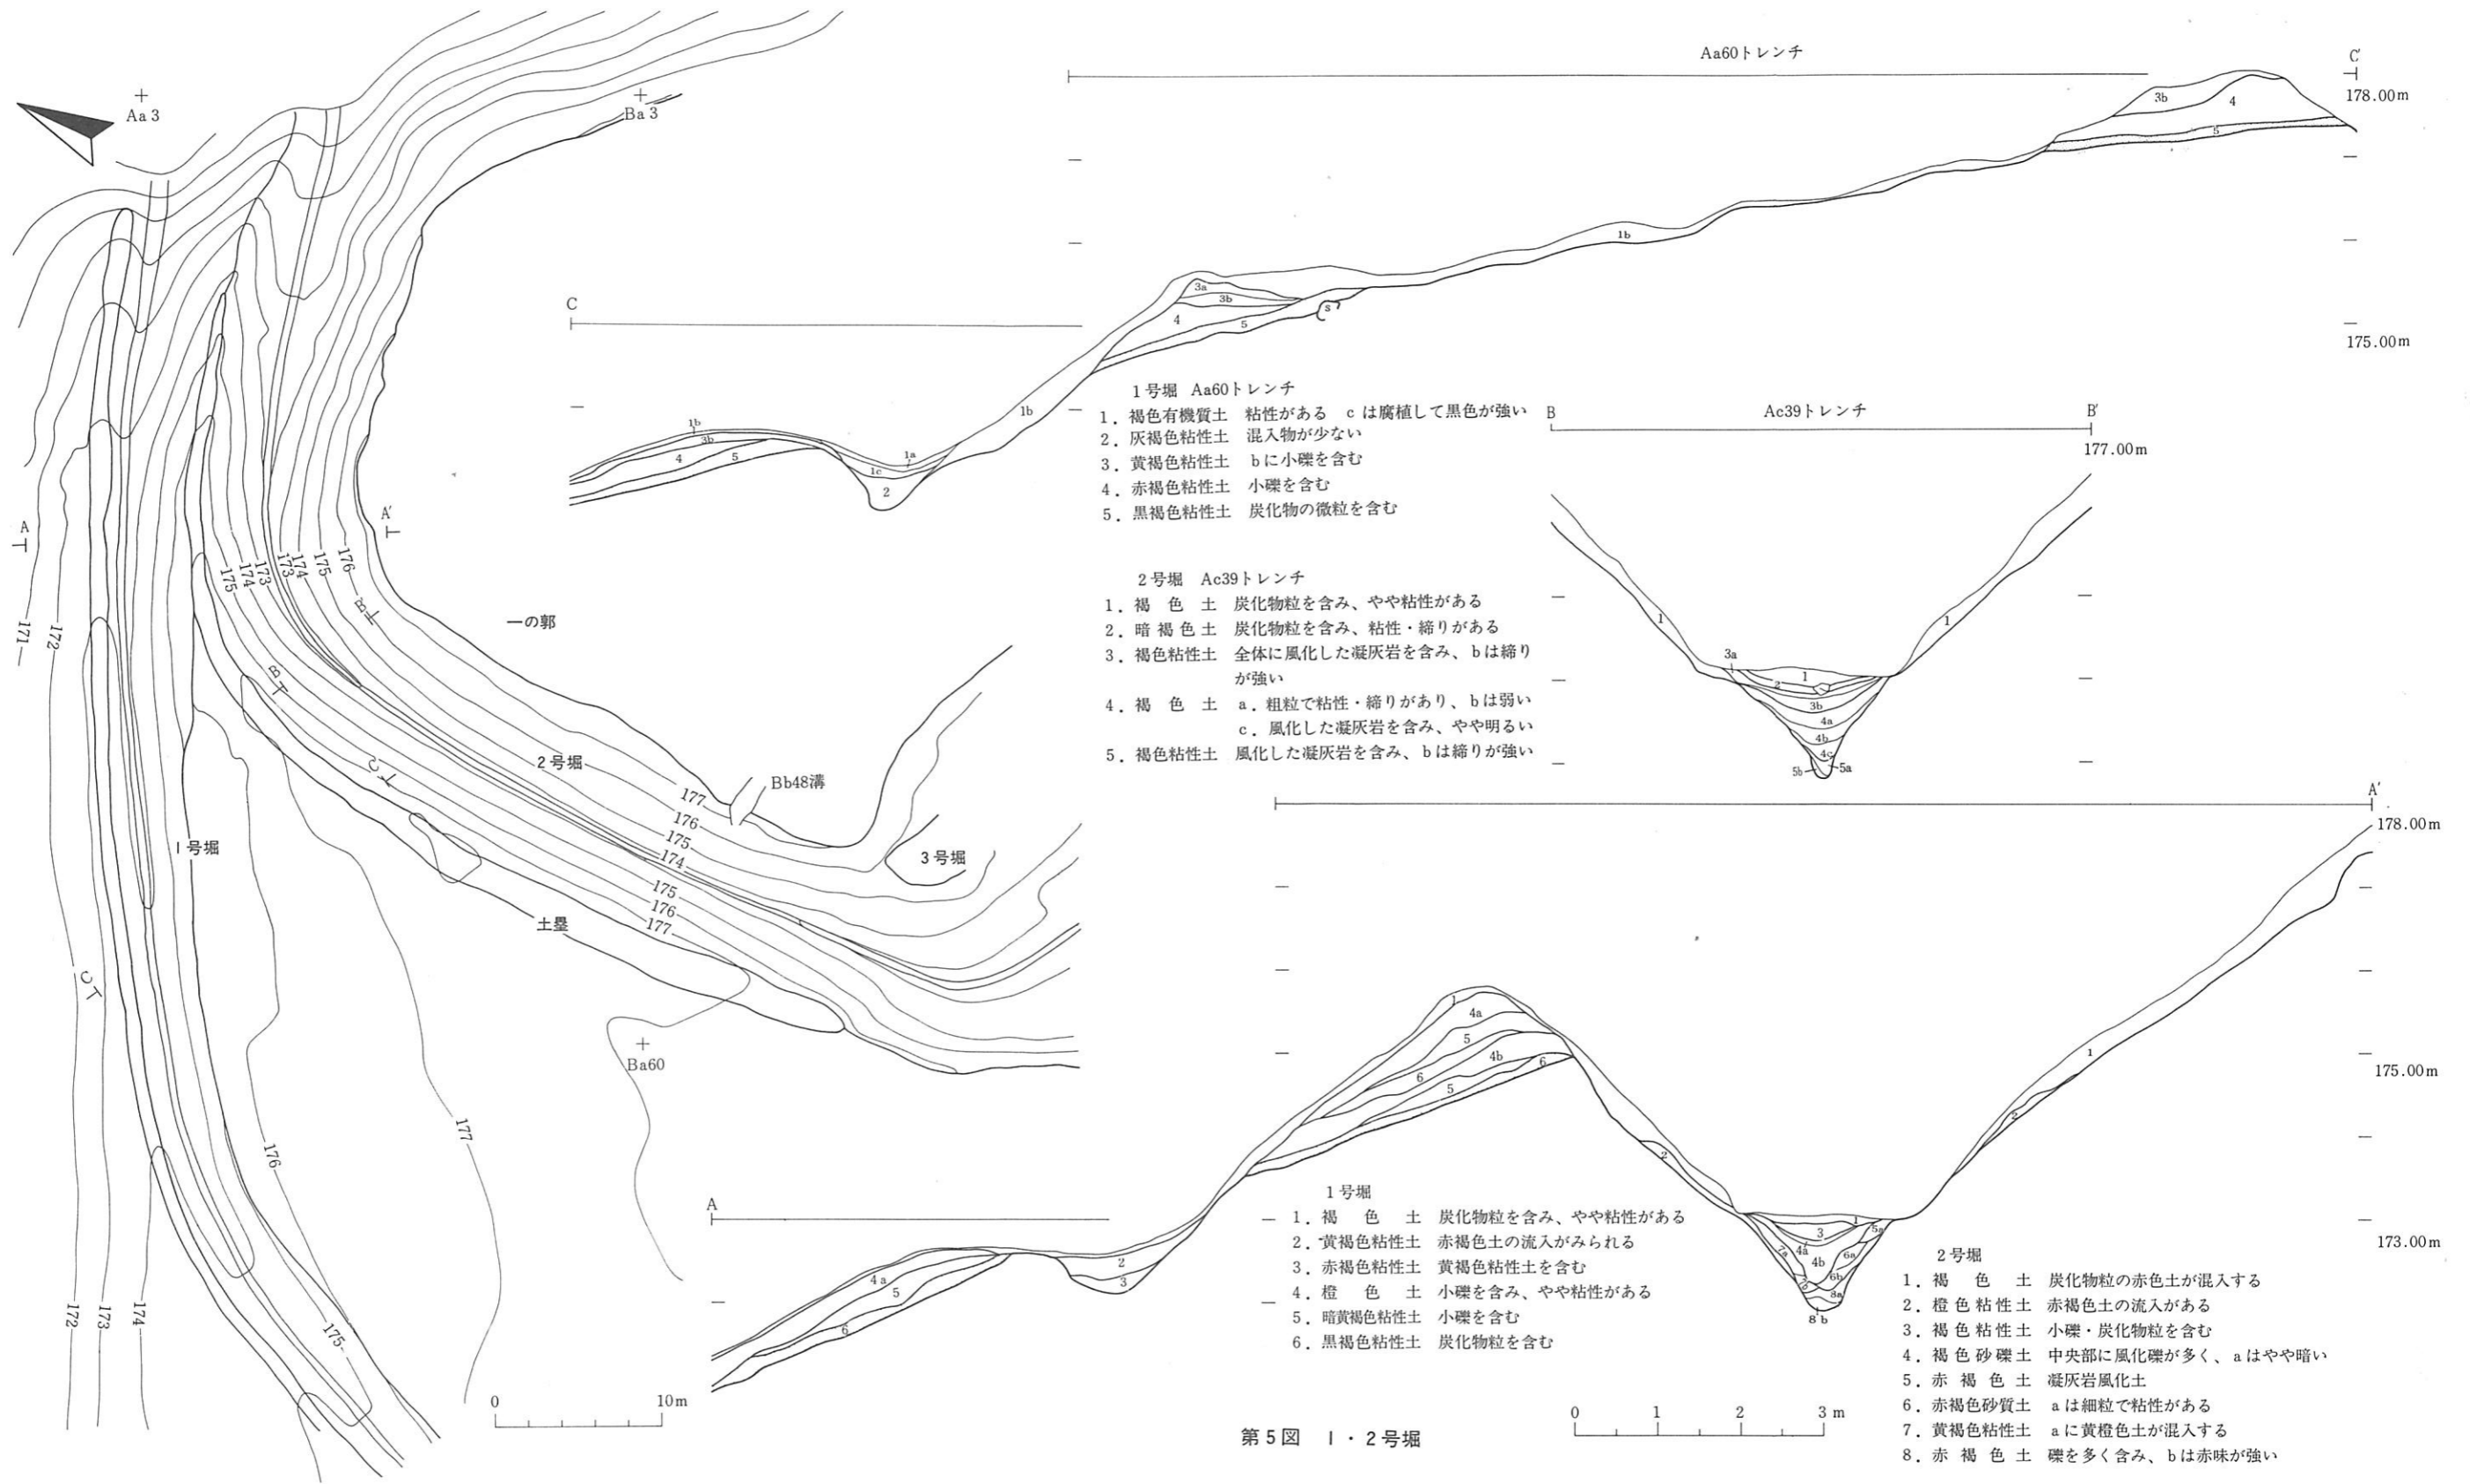 Aa60トレンチ
C′
178.00m
3b
4
5
Aa 3
Ba 3
1b
3a
3b
4
5
s
C
175.00m
1b
1b
3b
4
5
1a
1c
2
1号堀 Aa60トレンチ
1．褐色有機質土 粘性がある cは腐植して黒色が強い
2．灰褐色粘性土 混入物が少ない
3．黄褐色粘性土 bに小礫を含む
4．赤褐色粘性土 小礫を含む
5．黒褐色粘性土 炭化物の微粒を含む
B
Ac39トレンチ
B′
177.00m
1
1
3a
1
2
3b
4a
4b
4c
5b
5a
2号堀 Ac39トレンチ
1．褐色土 炭化物粒を含み、やや粘性がある
2．暗褐色土 炭化物粒を含み、粘性・締りがある
3．褐色粘性土 全体に風化した凝灰岩を含み、bは締り
が強い
4．褐色土 a．粗粒で粘性・締りがあり、bは弱い
c．風化した凝灰岩を含み、やや明るい
5．褐色粘性土 風化した凝灰岩を含み、bは締りが強い
A
A′
175
174
173
173
174
175
176
B′
B
171
172
一の郭
2号堀
Bb48溝
C′
177
176
175
174
175
176
177
1号堀
3号堀
土塁
C
Ba60
177
176
175
172
173
174
0
10m
A′
178.00m
175.00m
173.00m
1
4a
5
4b
6
6
5
2
1
2
A
4a
5
6
2
3
1
3
5a
4a
7a
4b
6a
6b
8a
8b
1号堀
1．褐色土 炭化物粒を含み、やや粘性がある
2．黄褐色粘性土 赤褐色土の流入がみられる
3．赤褐色粘性土 黄褐色粘性土を含む
4．橙色土 小礫を含み、やや粘性がある
5．暗黄褐色粘性土 小礫を含む
6．黒褐色粘性土 炭化物粒を含む
2号堀
1．褐色土 炭化物粒の赤色土が混入する
2．橙色粘性土 赤褐色土の流入がある
3．褐色粘性土 小礫・炭化物粒を含む
4．褐色砂礫土 中央部に風化礫が多く、aはやや暗い
5．赤褐色土 凝灰岩風化土
6．赤褐色砂質土 aは細粒で粘性がある
7．黄褐色粘性土 aに黄橙色土が混入する
8．赤褐色土 礫を多く含み、bは赤味が強い
0 1 2 3 m
第5図 1・2号堀